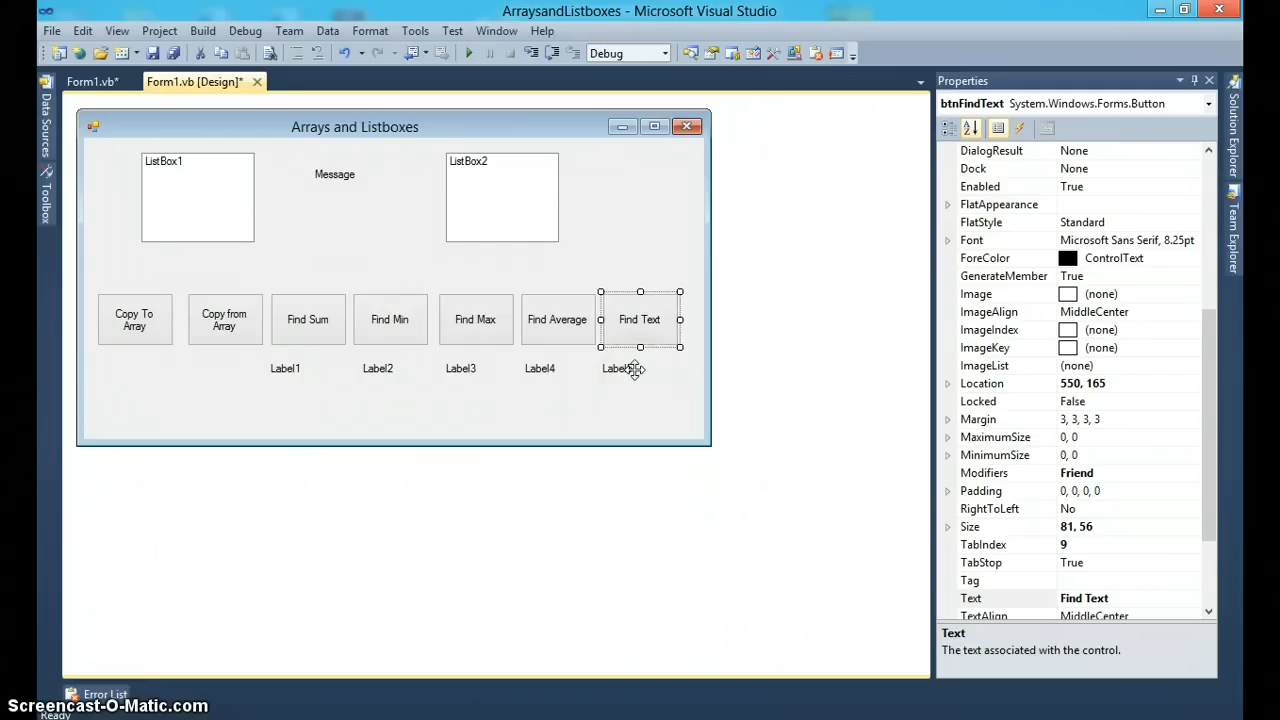 ArraysandListboxes - Microsoft Visual Studio
File Edit View Project Build Debug Team Data Format Tools Test Window Help
Debug
Form1.vb* Form1.vb [Design]*
Properties
btnFindText System.Windows.Forms.Button
Data Sources
Toolbox
Solution Explorer
Team Explorer
Arrays and Listboxes
ListBox1
Message
ListBox2
Copy To
Array
Copy from
Array
Find Sum
Find Min
Find Max
Find Average
Find Text
Label1 Label2 Label3 Label4
DialogResult None
Dock None
Enabled True
FlatAppearance
FlatStyle Standard
Font Microsoft Sans Serif, 8.25pt
ForeColor ControlText
GenerateMember True
Image (none)
ImageAlign MiddleCenter
ImageIndex (none)
ImageKey (none)
ImageList (none)
Location 550, 165
Locked False
Margin 3, 3, 3, 3
MaximumSize 0, 0
MinimumSize 0, 0
Modifiers Friend
Padding 0, 0, 0, 0
RightToLeft No
Size 81, 56
TabIndex 9
TabStop True
Tag
Text Find Text
TextAlign MiddleCenter
Text
The text associated with the control.
Error List
Screencast-O-Matic.com
Ready